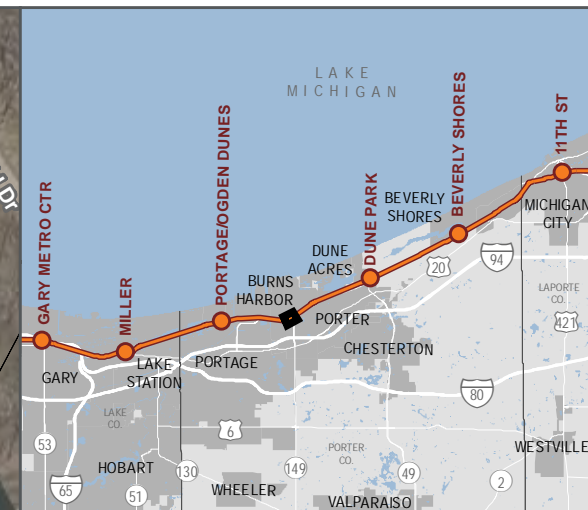 LAKE
MICHIGAN
Dr
GARY METRO CTR
MILLER
PORTAGE/OGDEN DUNES
DUNE PARK
BEVERLY SHORES
11TH ST
BEVERLY
SHORES
MICHIGAN
CITY
DUNE
ACRES
BURNS
HARBOR
PORTER
20
94
LAPORTE
CO.
421
CHESTERTON
LAKE
STATION
PORTAGE
GARY
80
LAKE
CO.
6
53
PORTER
CO.
WESTVILLE
HOBART
130
149
49
2
65
51
WHEELER
VALPARAISO